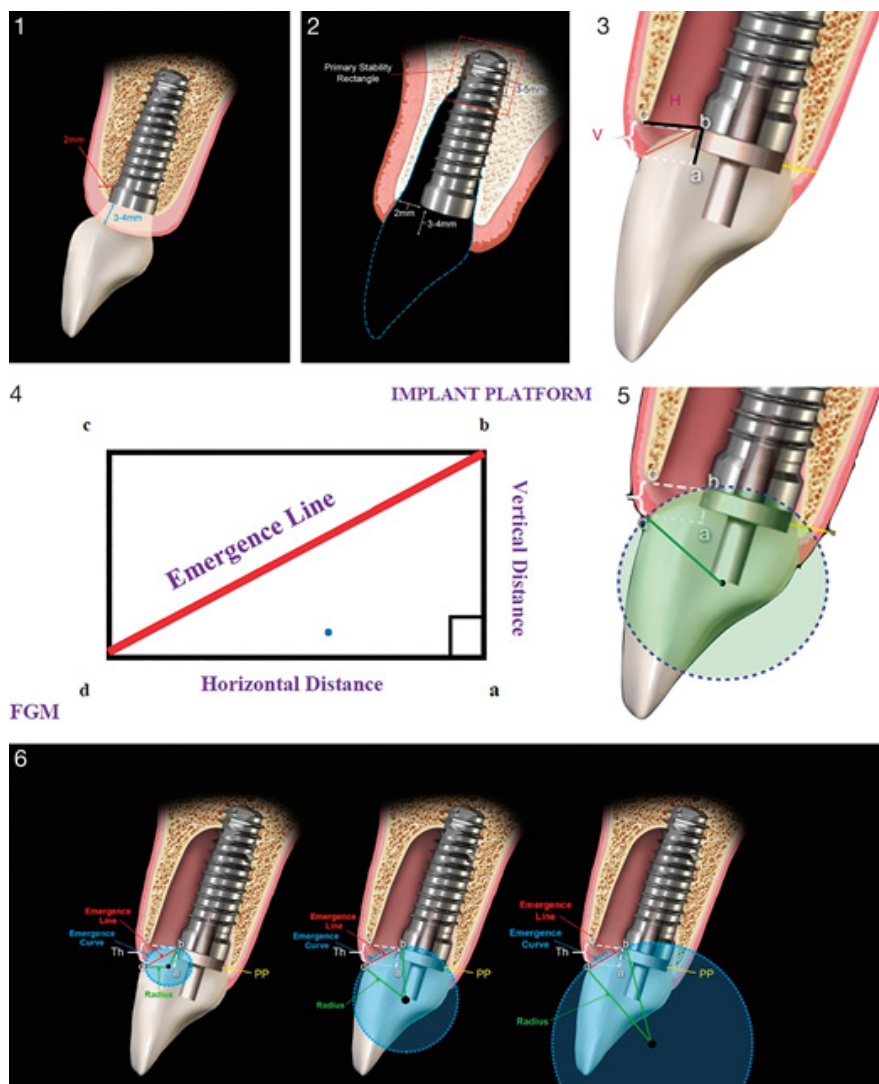 1
2mm
3-4mm
2
Primary Stability
Rectangle
3-5mm
2mm
3-4mm
3
H
c
b
V
a
4
IMPLANT PLATFORM
c
b
Emergence Line
Vertical Distance
d
Horizontal Distance
a
FGM
5
c
b
a
6
Emergence
Line
Emergence
Curve
Th
b
d
a
PP
Radius
Emergence
Line
Emergence
Curve
Th
b
d
a
PP
Radius
Emergence
Line
Emergence
Curve
Th
b
d
a
PP
Radius